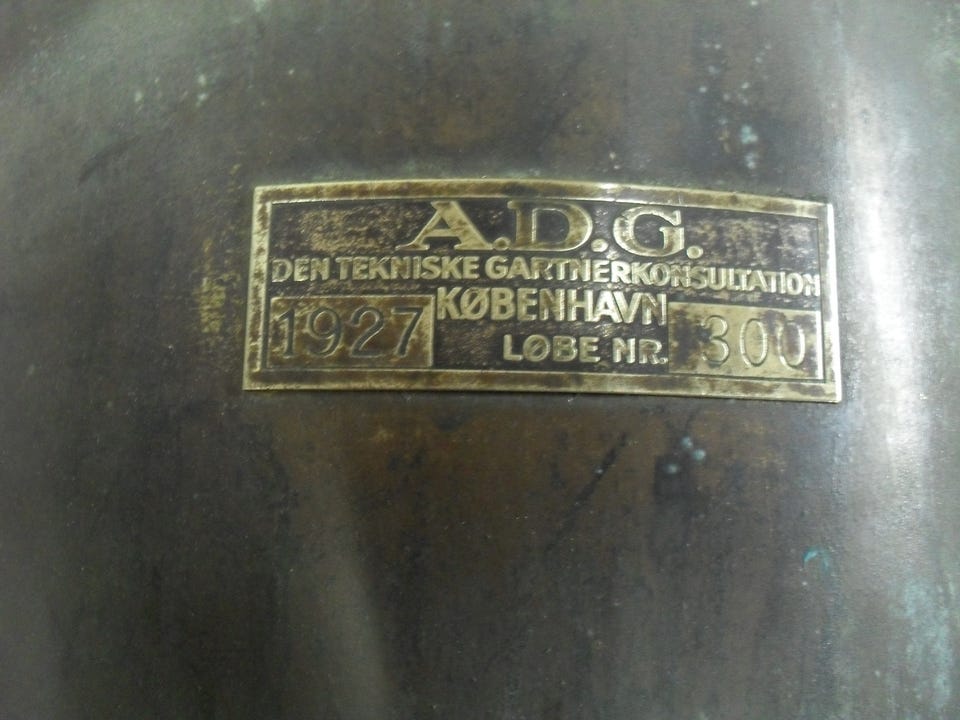 A.D.G.
DEN TEKNISKE GARTNERKONSULTATION
KØBENHAVN
1927 LØBE NR. 300